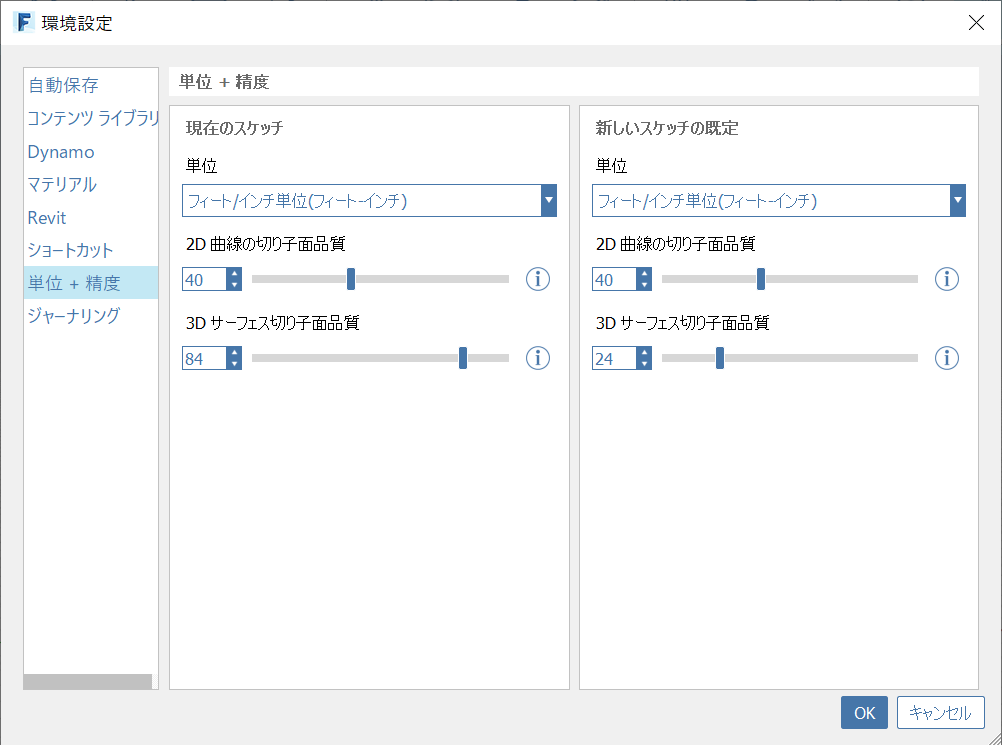 環境設定
自動保存
コンテンツ ライブラリ
Dynamo
マテリアル
Revit
ショートカット
単位 + 精度
ジャーナリング
単位 + 精度
現在のスケッチ
単位
フィート/インチ単位(フィート-インチ)
2D 曲線の切り子面品質
40
3D サーフェス切り子面品質
84
新しいスケッチの既定
単位
フィート/インチ単位(フィート-インチ)
2D 曲線の切り子面品質
40
3D サーフェス切り子面品質
24
OK
キャンセル